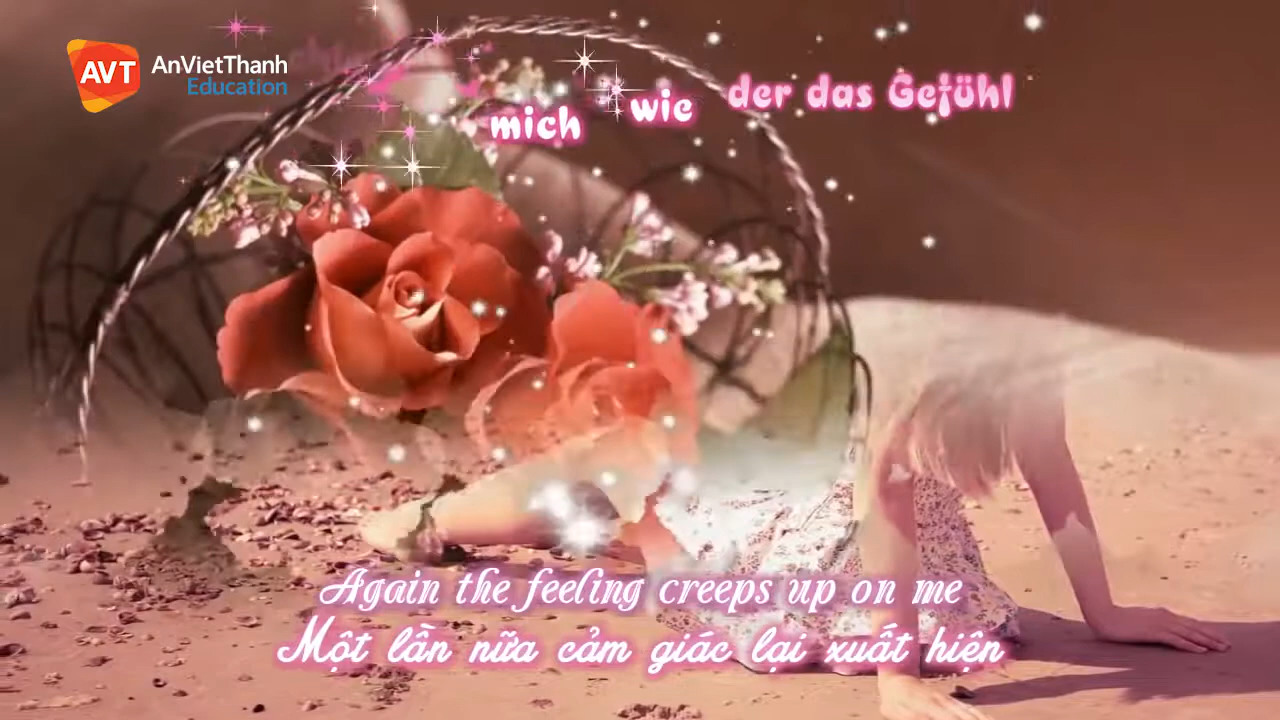 AVT
AnVietThanh
Education
mich wie der das Gefühl
Again the feeling creeps up on me
Một lần nữa cảm giác lại xuất hiện